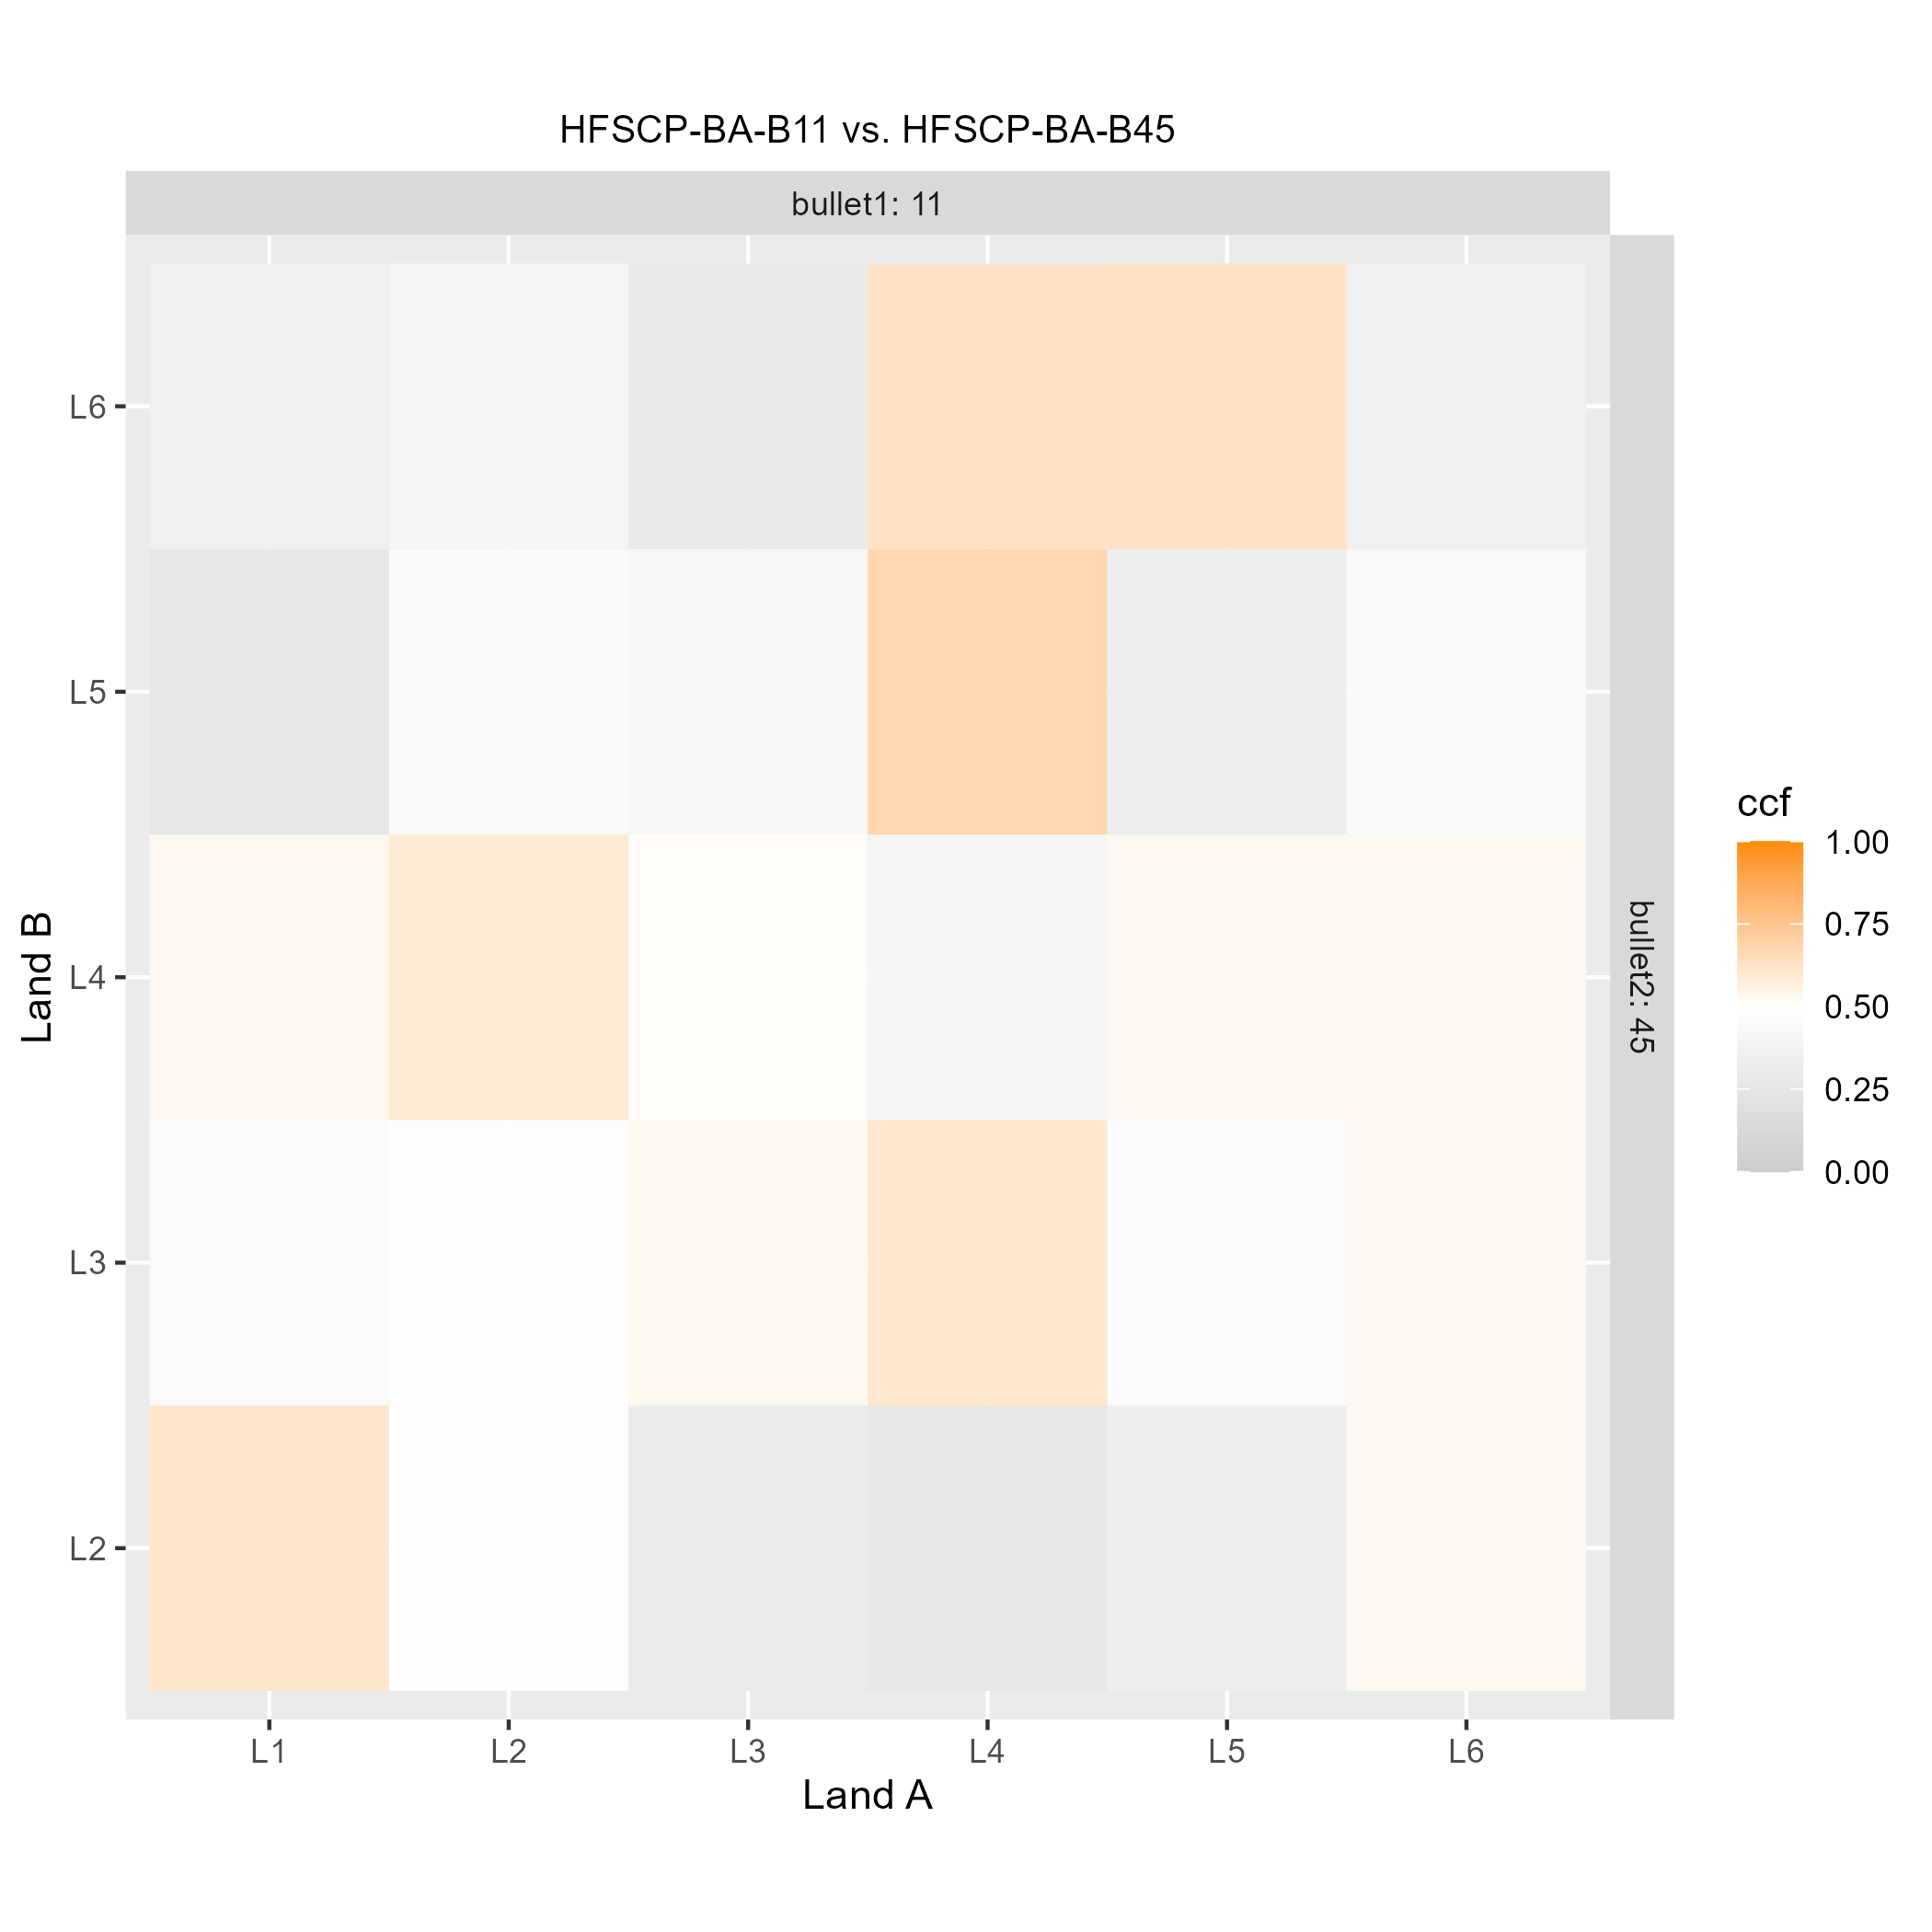 HFSCP-BA-B11 vs. HFSCP-BA-B45
bullet1: 11
L6
L5
L4
L3
L2
Land B
bullet2: 45
ccf
1.00
0.75
0.50
0.25
0.00
L1 L2 L3 L4 L5 L6
Land A